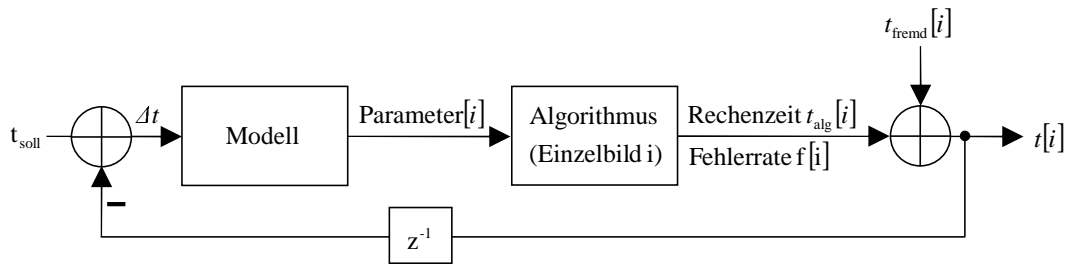 t_fremd[i]
t_soll
Δt
Modell
Parameter[i]
Algorithmus
(Einzelbild i)
Rechenzeit t_alg[i]
Fehlerrate f[i]
t[i]
z^-1